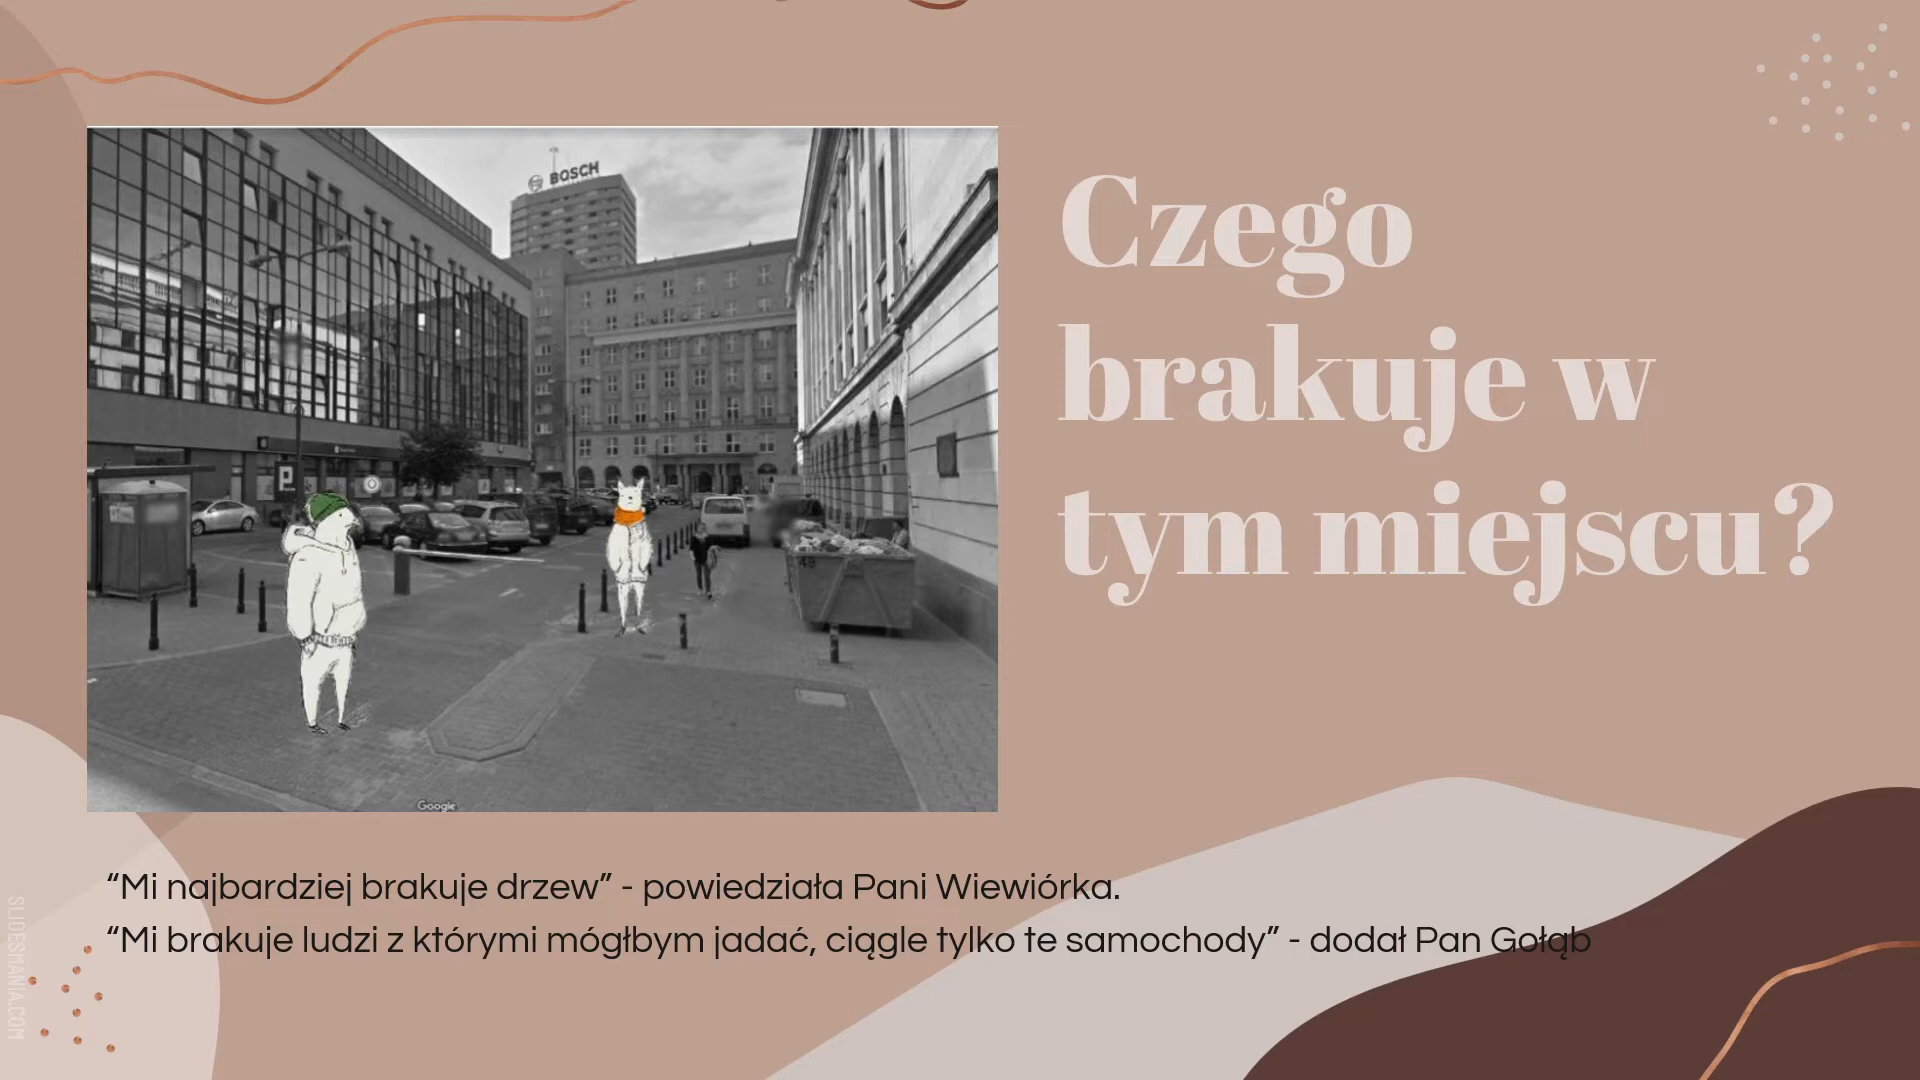 BOSCH
P
49
Google
Czego
brakuje w
tym miejscu?
“Mi najbardziej brakuje drzew” - powiedziała Pani Wiewiórka.
“Mi brakuje ludzi z którymi mógłbym jadać, ciągle tylko te samochody” - dodał Pan Gołąb
SLIDESMANIA.COM